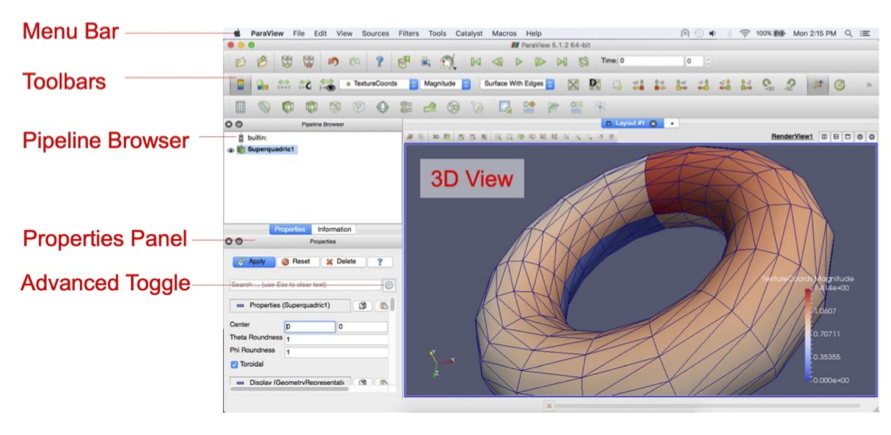 Menu Bar
ParaView File Edit View Sources Filters Tools Catalyst Macros Help
100% Mon 2:15 PM
ParaView 5.1.2 64-bit
Time: 0 0
Toolbars
TextureCoords Magnitude Surface With Edges
Pipeline Browser
Layout #1
Pipeline Browser
builtin:
Superquadric1
3D
RenderView1
3D View
Properties Information
Properties Panel
Properties
Apply Reset Delete ?
Advanced Toggle
Search ... (use Esc to clear text)
Properties (Superquadric1)
Center 0 0
Theta Roundness 1
Phi Roundness 1
Toroidal
Display (GeometryRepresentati
TextureCoords Magnitude
1.414e+00
1.0607
0.70711
0.35355
0.000e+00